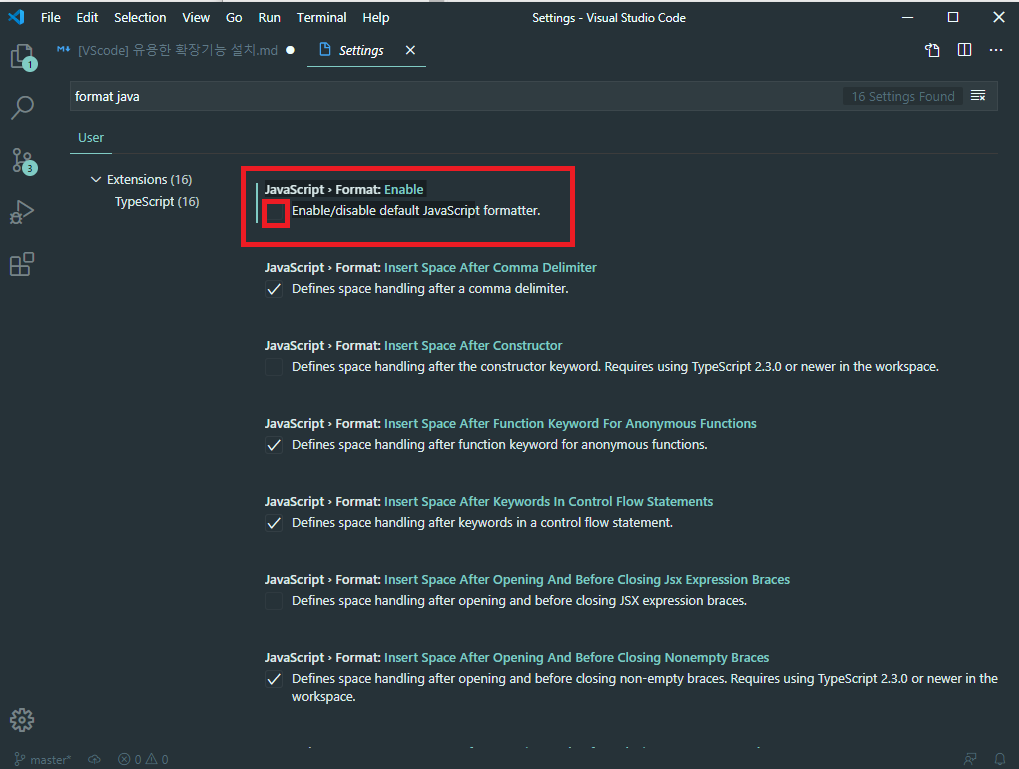 File Edit Selection View Go Run Terminal Help Settings - Visual Studio Code
[VScode] 유용한 확장기능 설치.md Settings
1
format java 16 Settings Found
User
3
Extensions (16)
TypeScript (16)
JavaScript › Format: Enable
Enable/disable default JavaScript formatter.
JavaScript › Format: Insert Space After Comma Delimiter
Defines space handling after a comma delimiter.
JavaScript › Format: Insert Space After Constructor
Defines space handling after the constructor keyword. Requires using TypeScript 2.3.0 or newer in the workspace.
JavaScript › Format: Insert Space After Function Keyword For Anonymous Functions
Defines space handling after function keyword for anonymous functions.
JavaScript › Format: Insert Space After Keywords In Control Flow Statements
Defines space handling after keywords in a control flow statement.
JavaScript › Format: Insert Space After Opening And Before Closing Jsx Expression Braces
Defines space handling after opening and before closing JSX expression braces.
JavaScript › Format: Insert Space After Opening And Before Closing Nonempty Braces
Defines space handling after opening and before closing non-empty braces. Requires using TypeScript 2.3.0 or newer in the
workspace.
master* 0 0